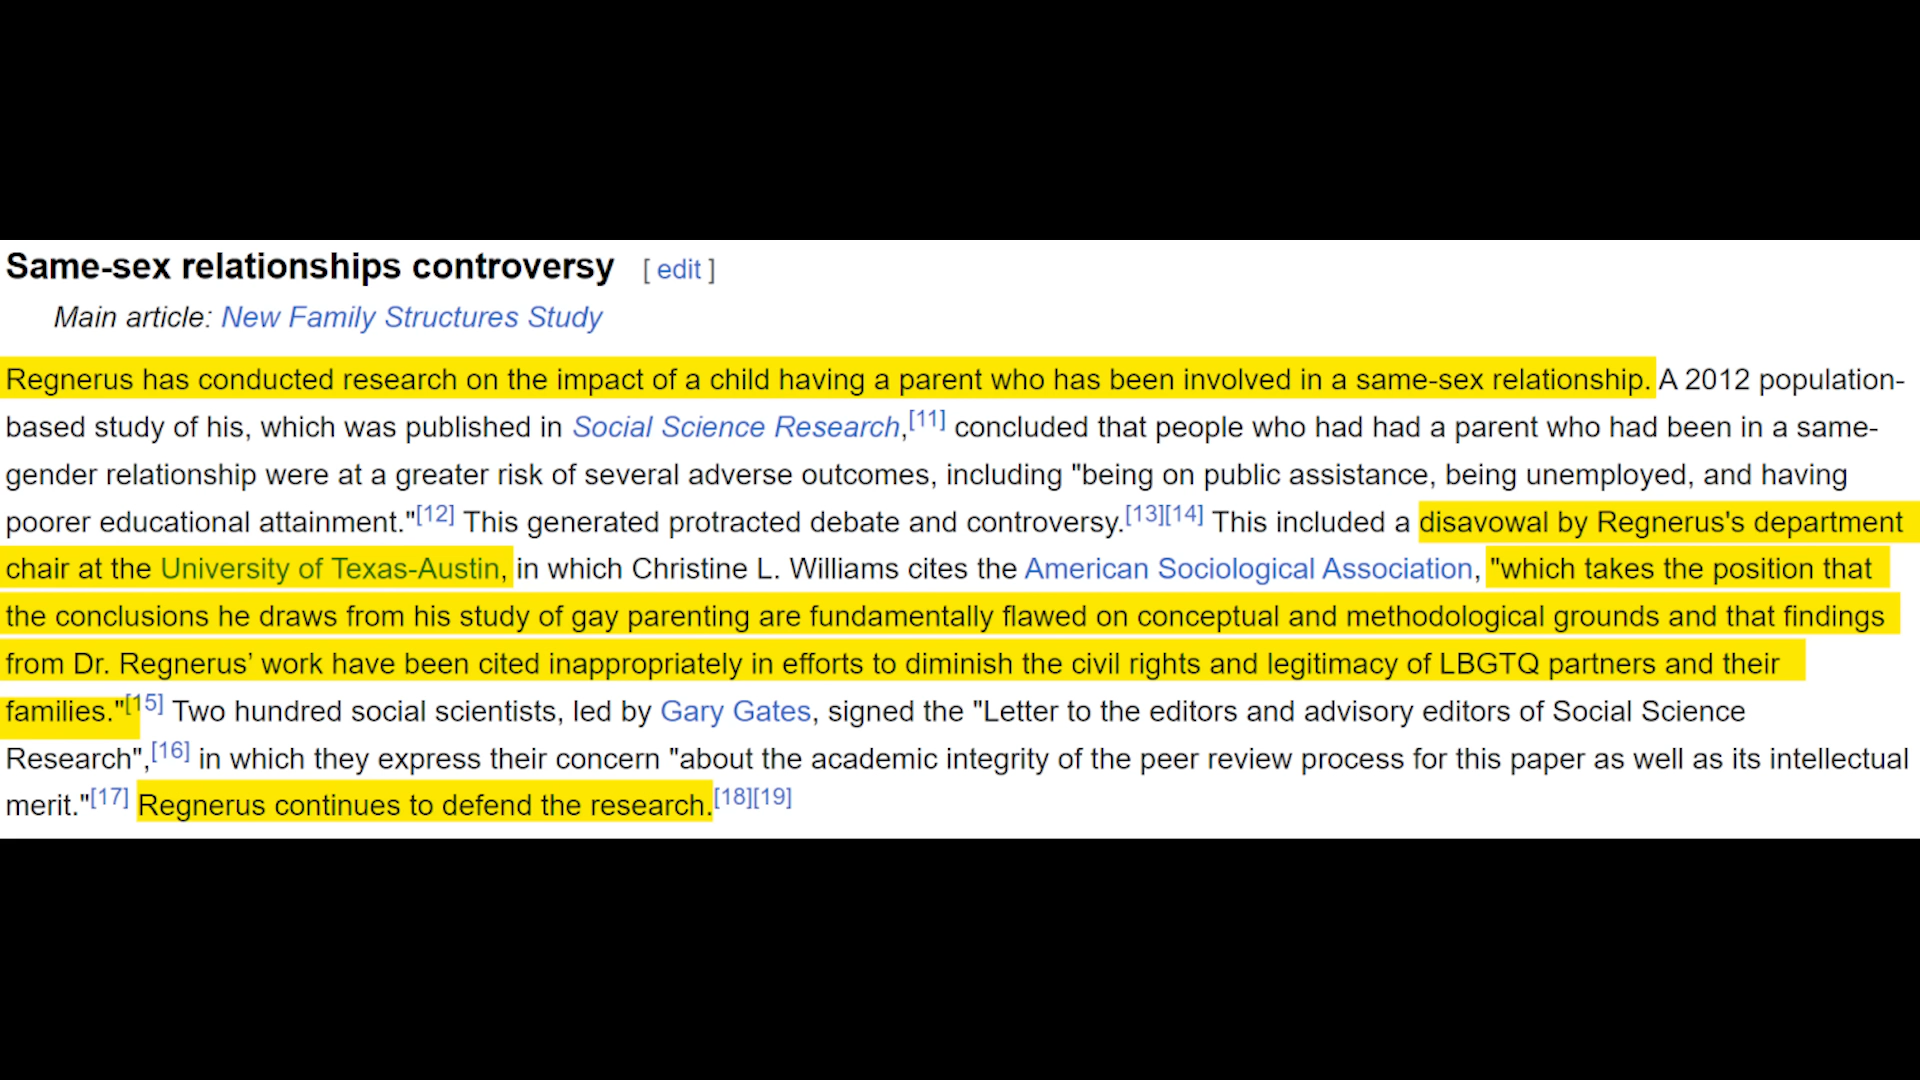 Same-sex relationships controversy [ edit ]
Main article: New Family Structures Study
Regnerus has conducted research on the impact of a child having a parent who has been involved in a same-sex relationship. A 2012 population-
based study of his, which was published in Social Science Research,[11] concluded that people who had had a parent who had been in a same-
gender relationship were at a greater risk of several adverse outcomes, including "being on public assistance, being unemployed, and having
poorer educational attainment."[12] This generated protracted debate and controversy.[13][14] This included a disavowal by Regnerus's department
chair at the University of Texas-Austin, in which Christine L. Williams cites the American Sociological Association, "which takes the position that
the conclusions he draws from his study of gay parenting are fundamentally flawed on conceptual and methodological grounds and that findings
from Dr. Regnerus’ work have been cited inappropriately in efforts to diminish the civil rights and legitimacy of LBGTQ partners and their
families."[15] Two hundred social scientists, led by Gary Gates, signed the "Letter to the editors and advisory editors of Social Science
Research",[16] in which they express their concern "about the academic integrity of the peer review process for this paper as well as its intellectual
merit."[17] Regnerus continues to defend the research.[18][19]